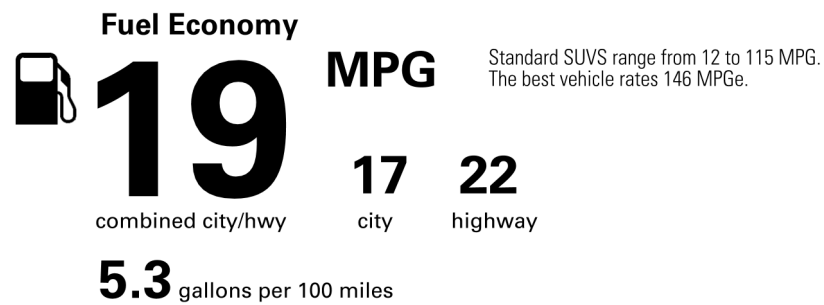 Fuel Economy
19
MPG
Standard SUVS range from 12 to 115 MPG.
The best vehicle rates 146 MPGe.
combined city/hwy
17
city
22
highway
5.3 gallons per 100 miles